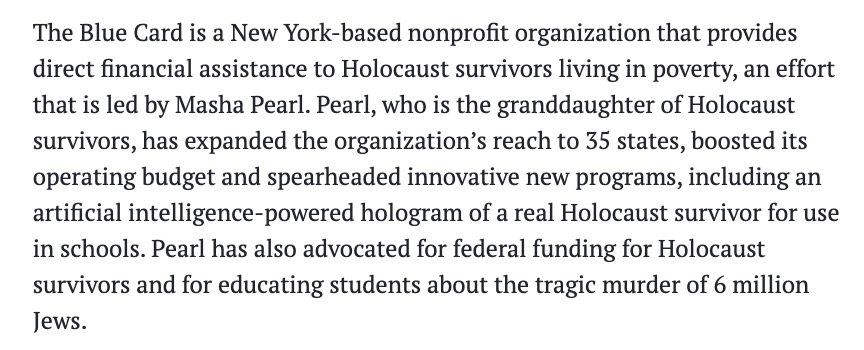 The Blue Card is a New York-based nonprofit organization that provides
direct financial assistance to Holocaust survivors living in poverty, an effort
that is led by Masha Pearl. Pearl, who is the granddaughter of Holocaust
survivors, has expanded the organization’s reach to 35 states, boosted its
operating budget and spearheaded innovative new programs, including an
artificial intelligence-powered hologram of a real Holocaust survivor for use
in schools. Pearl has also advocated for federal funding for Holocaust
survivors and for educating students about the tragic murder of 6 million
Jews.